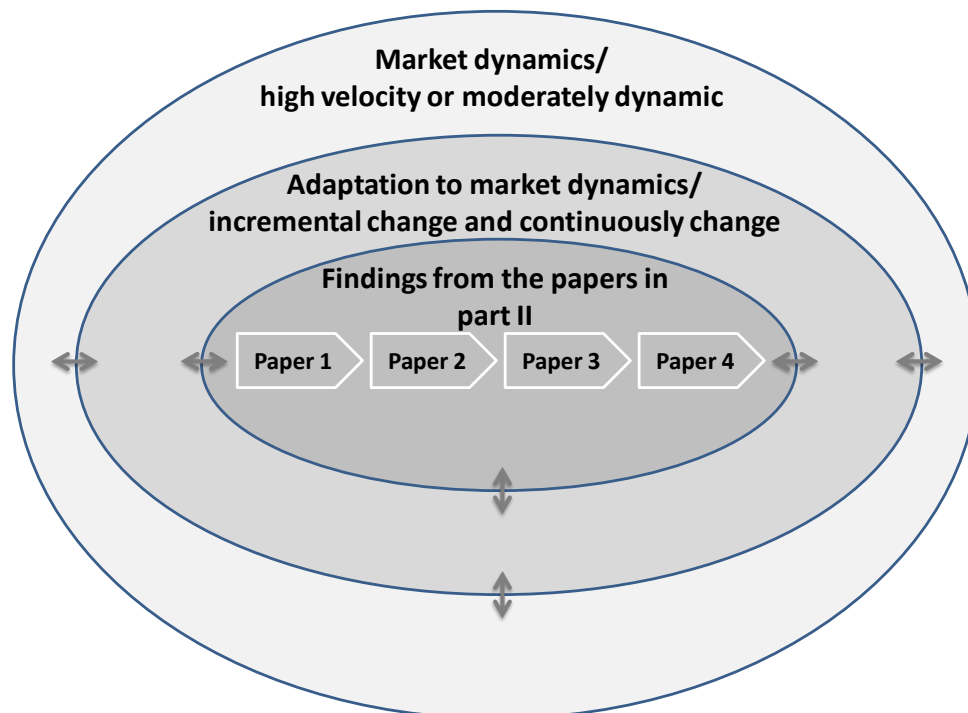 Market dynamics/
high velocity or moderately dynamic
Adaptation to market dynamics/
incremental change and continuously change
Findings from the papers in
part II
Paper 1 Paper 2 Paper 3 Paper 4